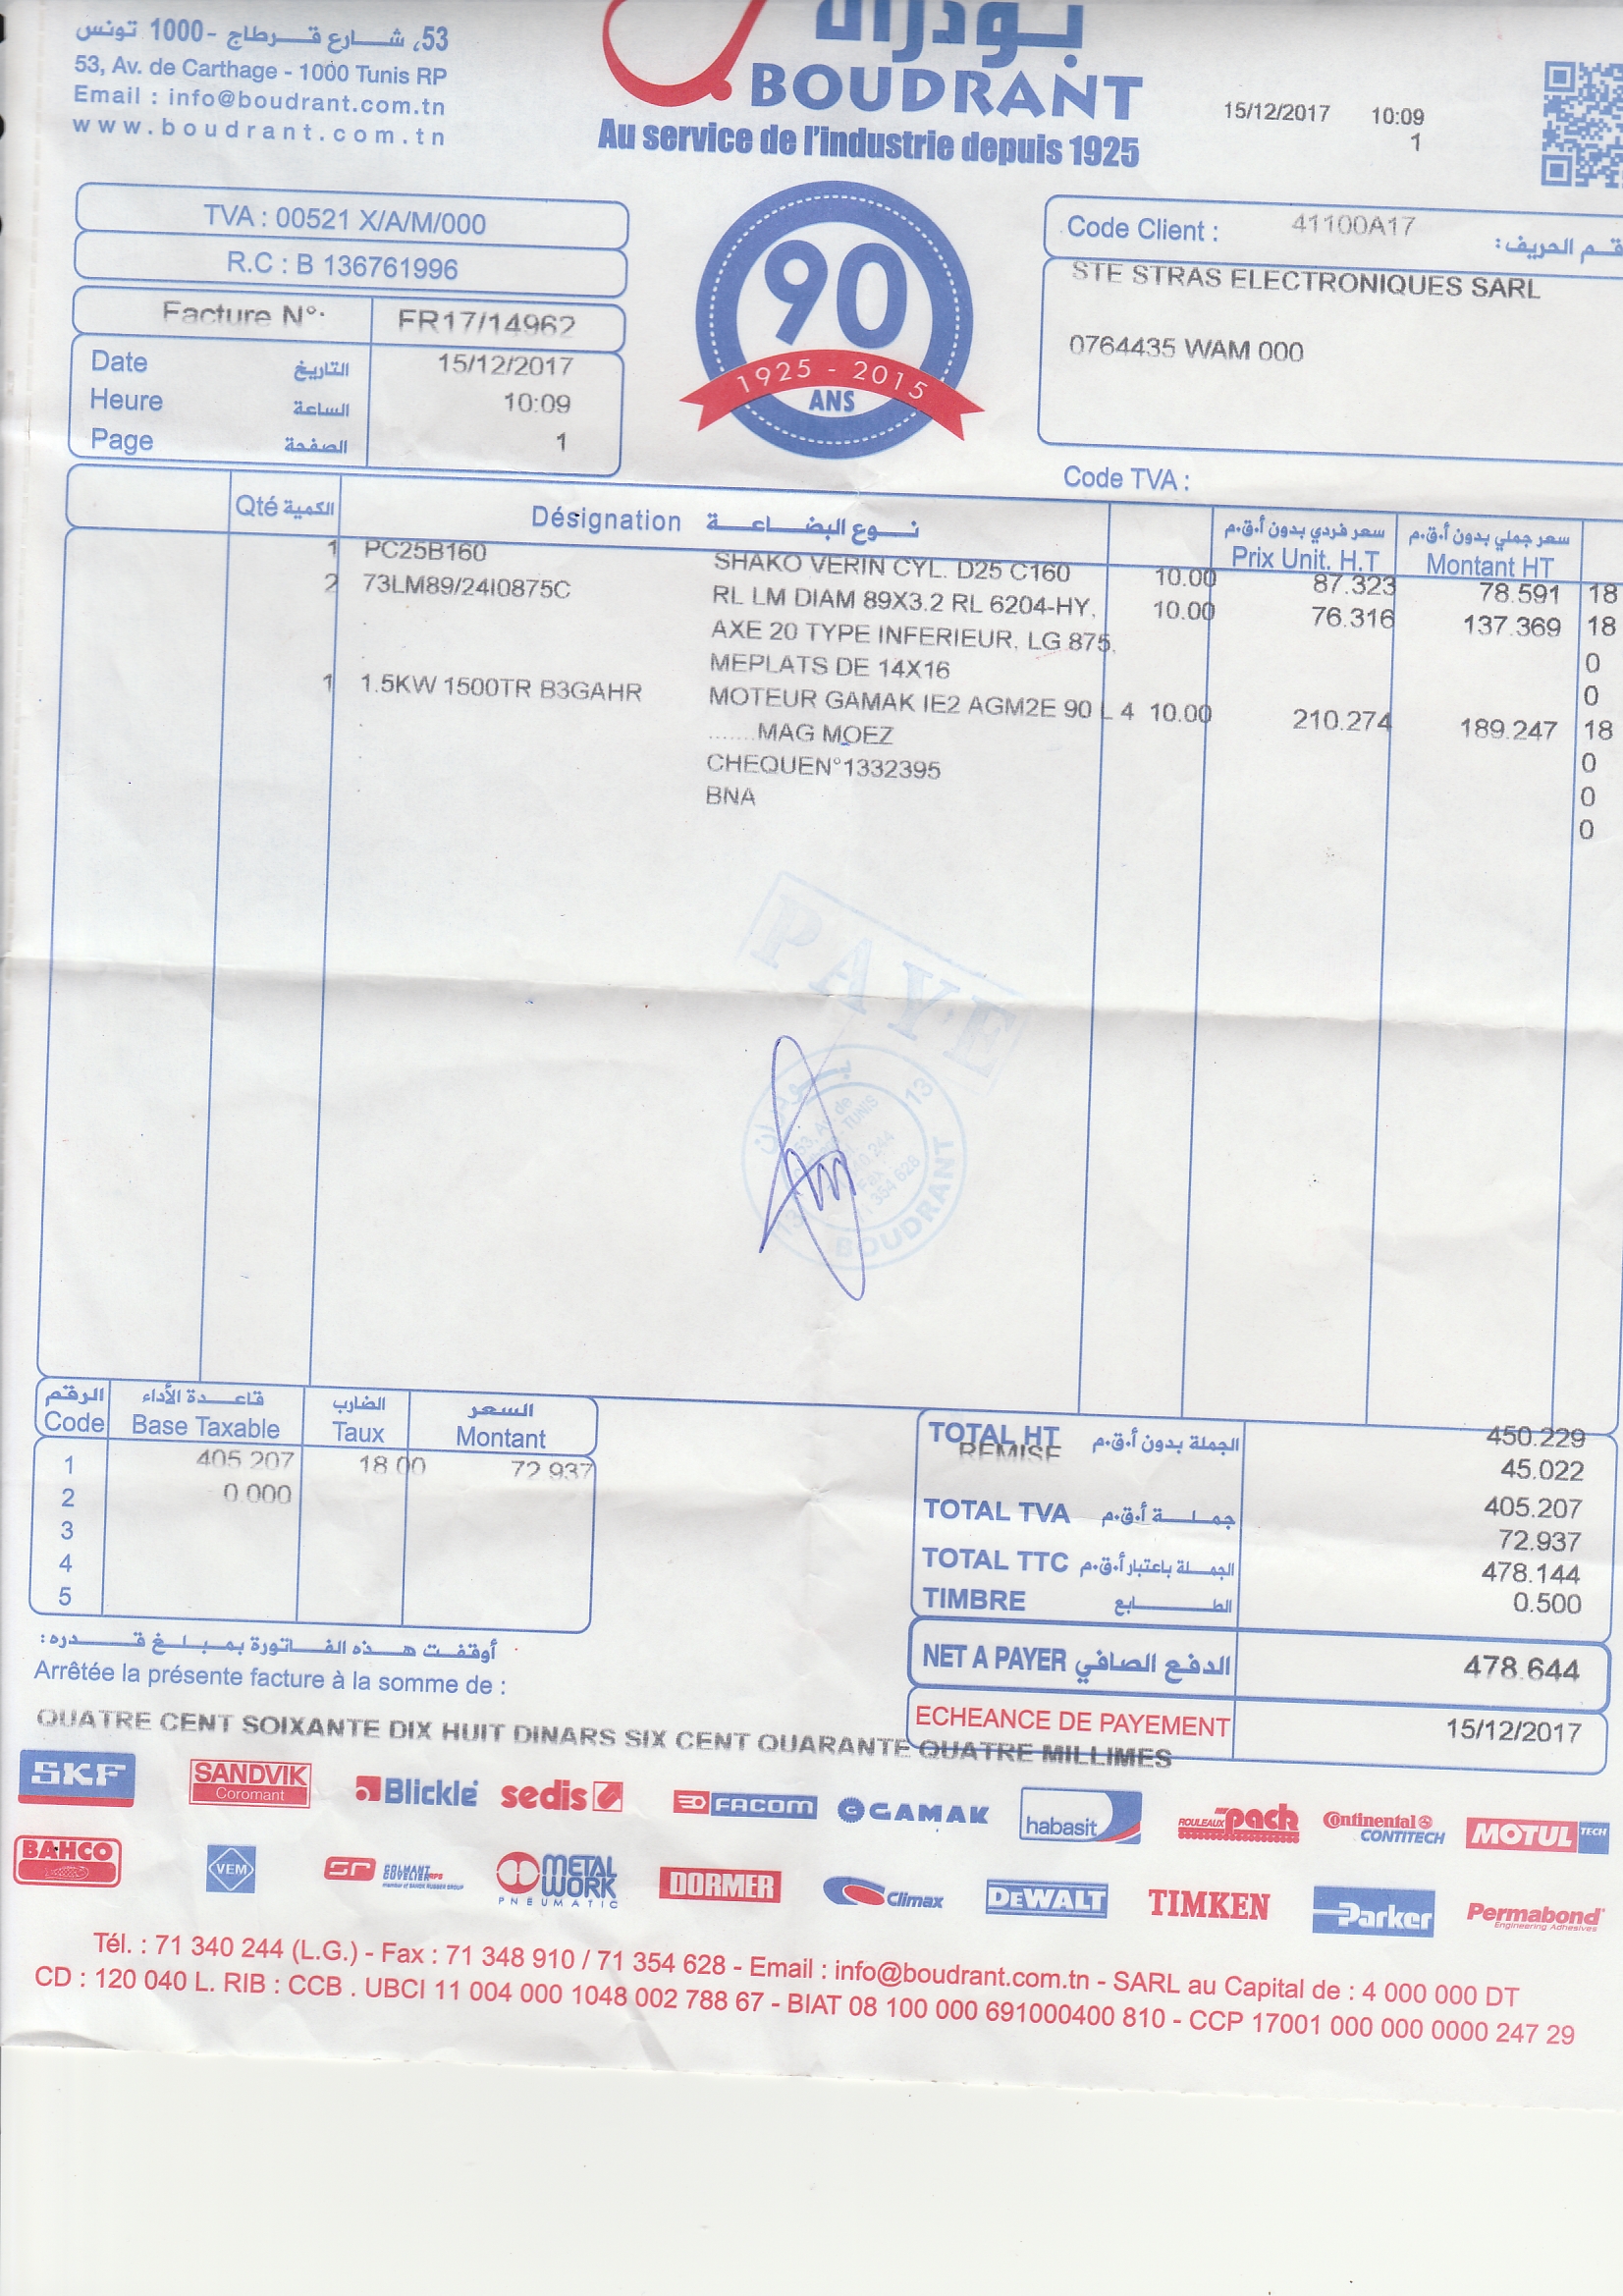 53، شارع قرطاج -1000 تونس
53, Av. de Carthage - 1000 Tunis RP
Email : info@boudrant.com.tn
www.boudrant.com.tn
بودران
BOUDRANT
Au service de l'industrie depuis 1925
15/12/2017 10:09
1
TVA : 00521 X/A/M/000
R.C : B 136761996
Facture N°: FR17/14962
Date التاريخ 15/12/2017
Heure الساعة 10:09
Page الصفحة 1
90
1925 - 2015
ANS
Code Client : 41100A17 قم الحريف:
STE STRAS ELECTRONIQUES SARL
0764435 WAM 000
Code TVA :
Qté الكمية Désignation نوع البضاعة سعر فردي بدون أ.ق.م Prix Unit. H.T سعر جملي بدون أ.ق.م Montant HT
1 PC25B160 SHAKO VERIN CYL. D25 C160 10.00 87.323 78.591 18
2 73LM89/24I0875C RL LM DIAM 89X3.2 RL 6204-HY, 10.00 76.316 137.369 18
AXE 20 TYPE INFERIEUR, LG 875, 0
MEPLATS DE 14X16 0
1 1.5KW 1500TR B3GAHR MOTEUR GAMAK IE2 AGM2E 90 L 4 10.00 210.274 189.247 18
.......MAG MOEZ 0
CHEQUEN°1332395 0
BNA 0
PAYE
بودران
53, Av. de
TUNIS
354 628
13 BOUDRANT 13
الرقم Code قاعدة الأداء Base Taxable الضارب Taux السعر Montant
1 405.207 18.00 72.937
2 0.000
3
4
5
TOTAL HT الجملة بدون أ.ق.م 450.229
REMISE 45.022
405.207
TOTAL TVA جملة أ.ق.م 72.937
TOTAL TTC الجملة باعتبار أ.ق.م 478.144
TIMBRE الطابع 0.500
NET A PAYER الدفع الصافي 478.644
ECHEANCE DE PAYEMENT 15/12/2017
أوقفت هذه الفاتورة بمبلغ قدره:
Arrêtée la présente facture à la somme de :
QUATRE CENT SOIXANTE DIX HUIT DINARS SIX CENT QUARANTE QUATRE MILLIMES
SKF SANDVIK Coromant Blickle sedis FACOM GAMAK habasit ROULEAUX pack Continental CONTITECH MOTUL TECH
BAHCO VEM METAL WORK PNEUMATIC DORMER Climax DEWALT TIMKEN Parker Permabond Engineering Adhesives
Tél. : 71 340 244 (L.G.) - Fax : 71 348 910 / 71 354 628 - Email : info@boudrant.com.tn - SARL au Capital de : 4 000 000 DT
CD : 120 040 L. RIB : CCB . UBCI 11 004 000 1048 002 788 67 - BIAT 08 100 000 691000400 810 - CCP 17001 000 000 0000 247 29